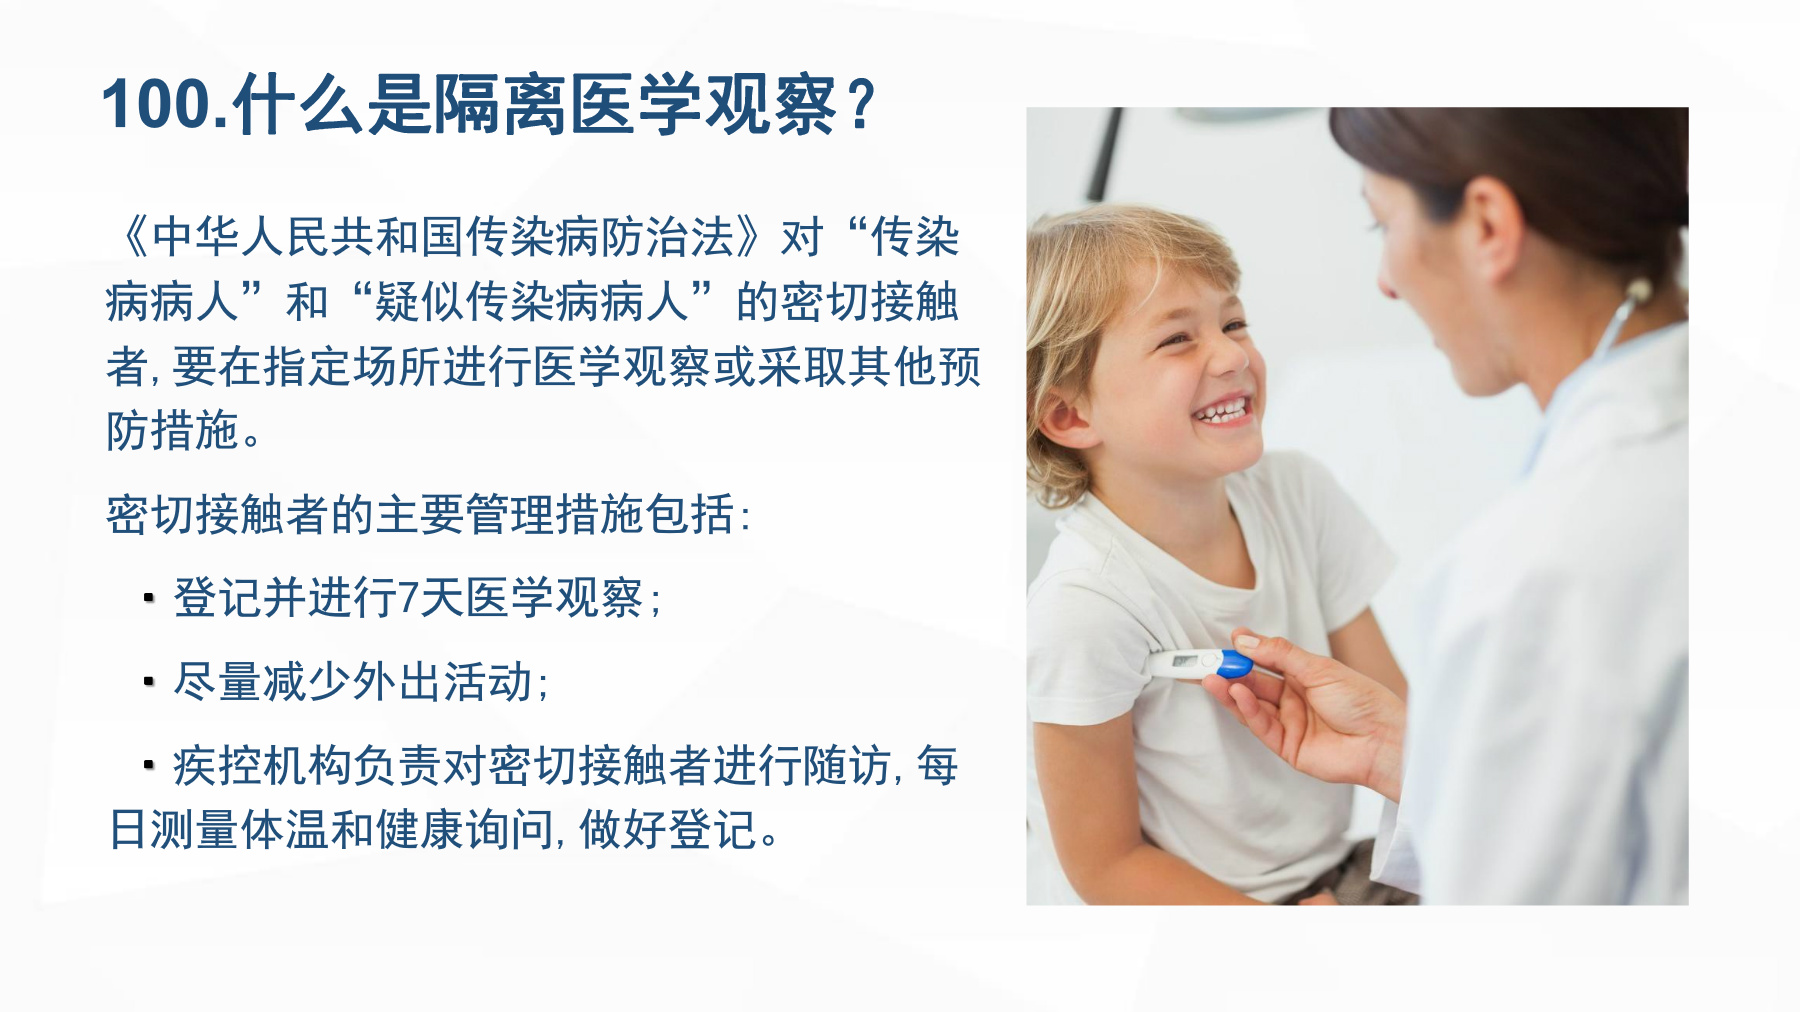 100.什么是隔离医学观察？
《中华人民共和国传染病防治法》对“传染
病病人”和“疑似传染病病人”的密切接触
者,要在指定场所进行医学观察或采取其他预
防措施。
密切接触者的主要管理措施包括:
▪ 登记并进行7天医学观察;
▪ 尽量减少外出活动;
▪ 疾控机构负责对密切接触者进行随访,每
日测量体温和健康询问,做好登记。